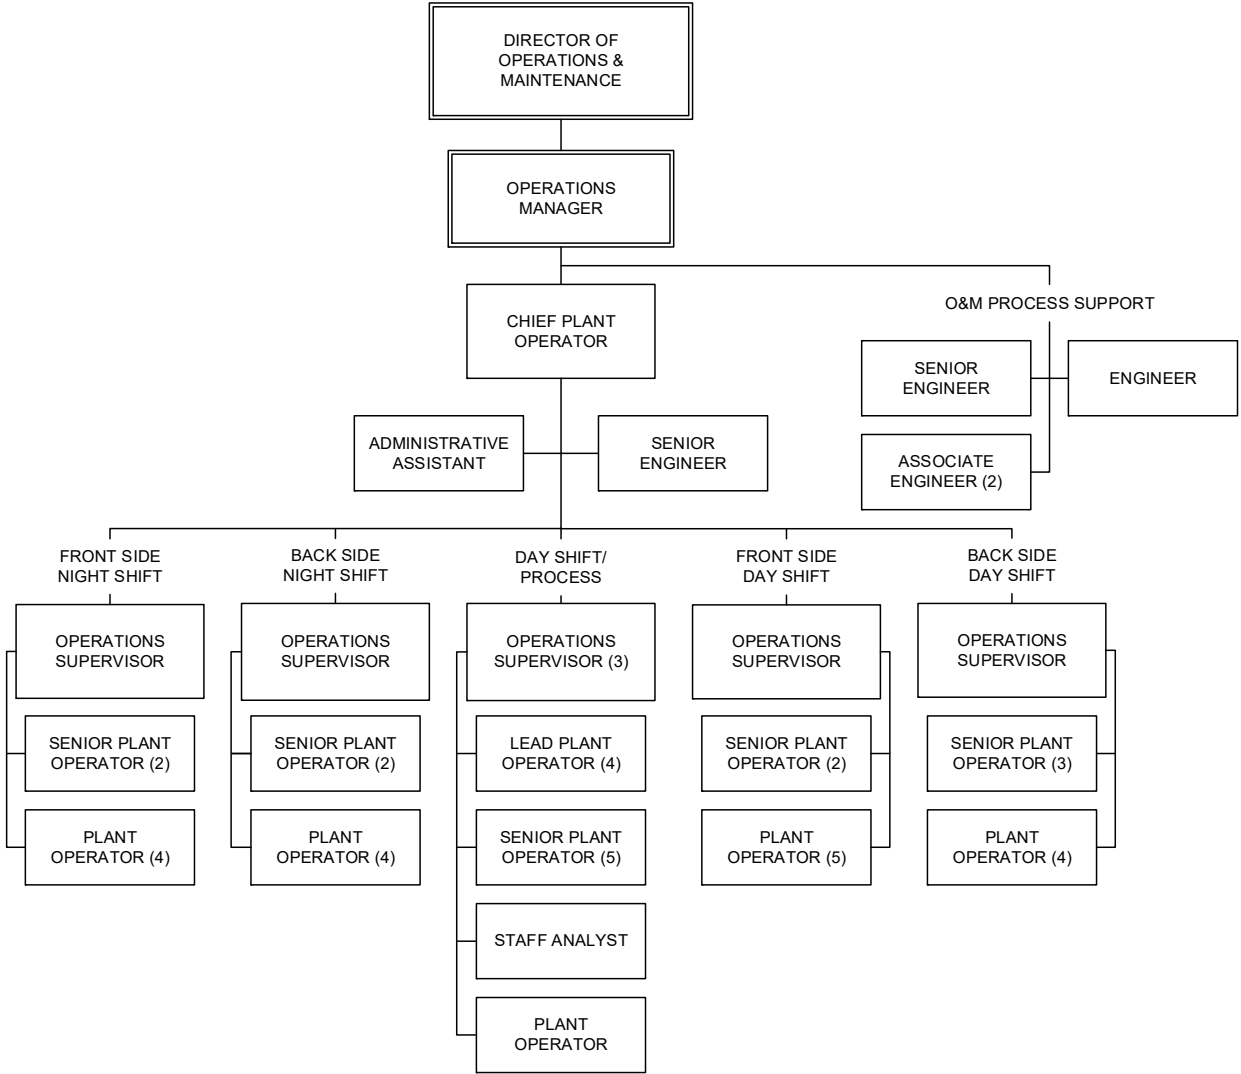 DIRECTOR OF
OPERATIONS &
MAINTENANCE
OPERATIONS
MANAGER
CHIEF PLANT
OPERATOR
O&M PROCESS SUPPORT
SENIOR
ENGINEER
ENGINEER
ASSOCIATE
ENGINEER (2)
ADMINISTRATIVE
ASSISTANT
SENIOR
ENGINEER
FRONT SIDE
NIGHT SHIFT
OPERATIONS
SUPERVISOR
SENIOR PLANT
OPERATOR (2)
PLANT
OPERATOR (4)
BACK SIDE
NIGHT SHIFT
OPERATIONS
SUPERVISOR
SENIOR PLANT
OPERATOR (2)
PLANT
OPERATOR (4)
DAY SHIFT/
PROCESS
OPERATIONS
SUPERVISOR (3)
LEAD PLANT
OPERATOR (4)
SENIOR PLANT
OPERATOR (5)
STAFF ANALYST
PLANT
OPERATOR
FRONT SIDE
DAY SHIFT
OPERATIONS
SUPERVISOR
SENIOR PLANT
OPERATOR (2)
PLANT
OPERATOR (5)
BACK SIDE
DAY SHIFT
OPERATIONS
SUPERVISOR
SENIOR PLANT
OPERATOR (3)
PLANT
OPERATOR (4)